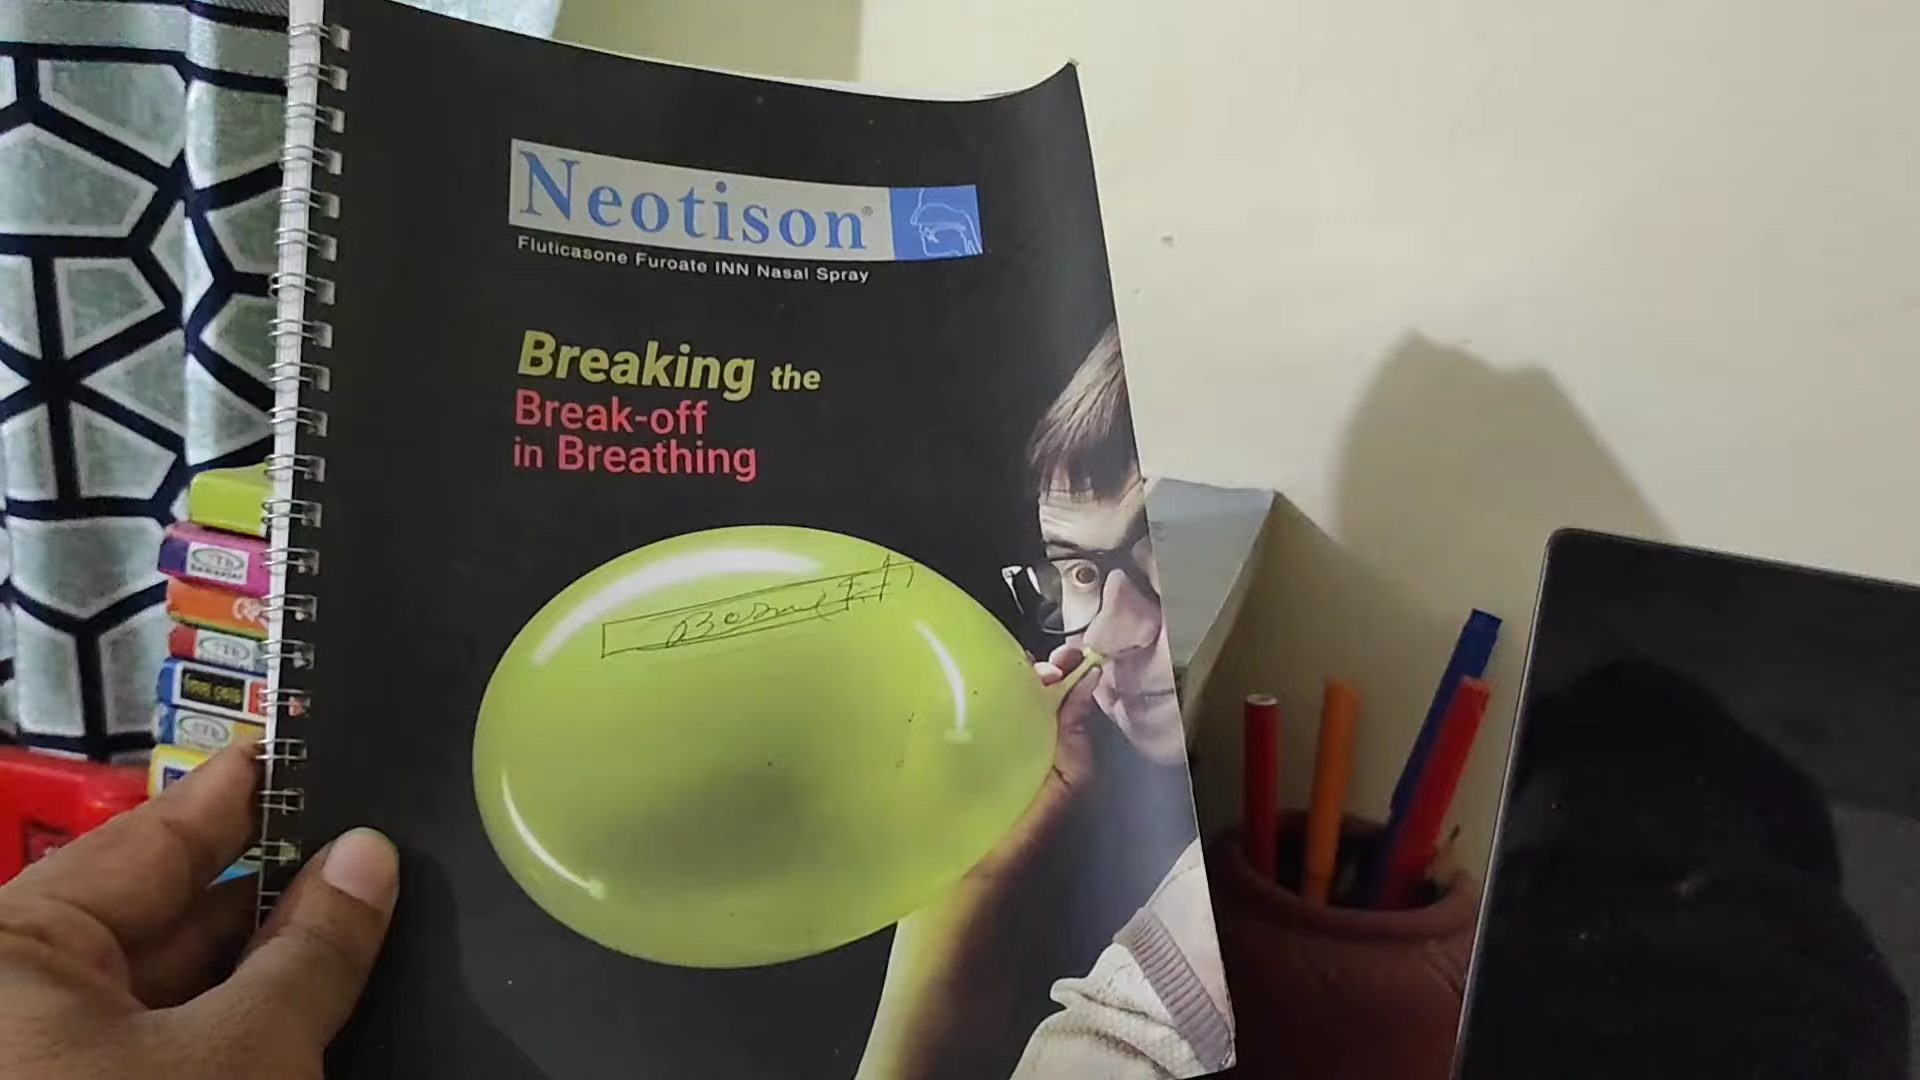 Neotison®
Fluticasone Furoate INN Nasal Spray
Breaking the
Break-off
in Breathing